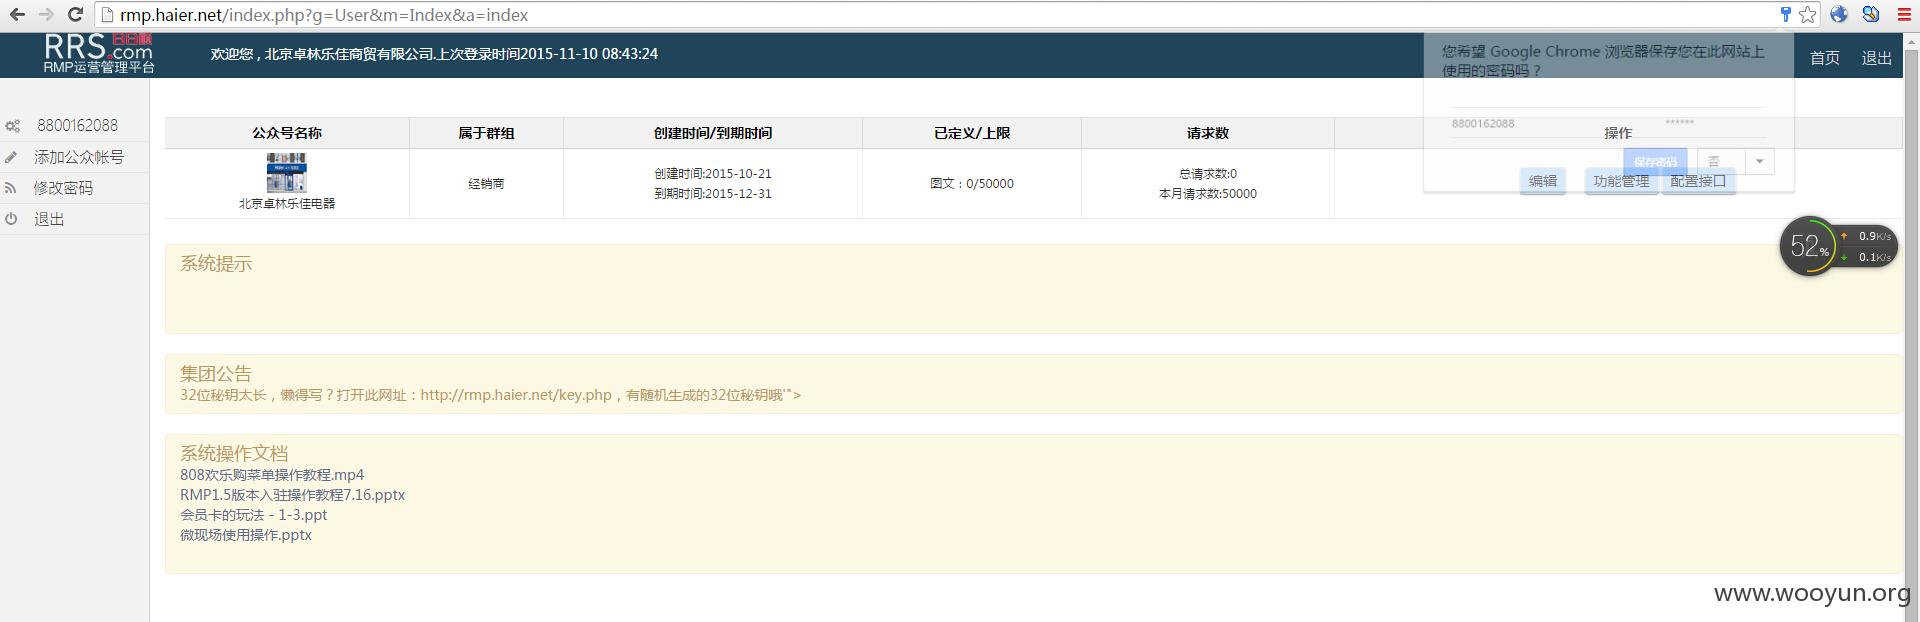 rmp.haier.net/index.php?g=User&m=Index&a=index
RRS.com 日日顺
RMP运营管理平台
欢迎您，北京卓林乐佳商贸有限公司.上次登录时间2015-11-10 08:43:24
您希望 Google Chrome 浏览器保存您在此网站上
使用的密码吗？
首页 退出
8800162088 ******
保存密码 否
8800162088
添加公众帐号
修改密码
退出
公众号名称 属于群组 创建时间/到期时间 已定义/上限 请求数 操作
北京卓林乐佳电器
经销商
创建时间:2015-10-21
到期时间:2015-12-31
图文：0/50000
总请求数:0
本月请求数:50000
编辑 功能管理 配置接口
52% 0.9K/s
0.1K/s
系统提示
集团公告
32位秘钥太长，懒得写？打开此网址：http://rmp.haier.net/key.php，有随机生成的32位秘钥哦'">
系统操作文档
808欢乐购菜单操作教程.mp4
RMP1.5版本入驻操作教程7.16.pptx
会员卡的玩法 - 1-3.ppt
微现场使用操作.pptx
www.wooyun.org